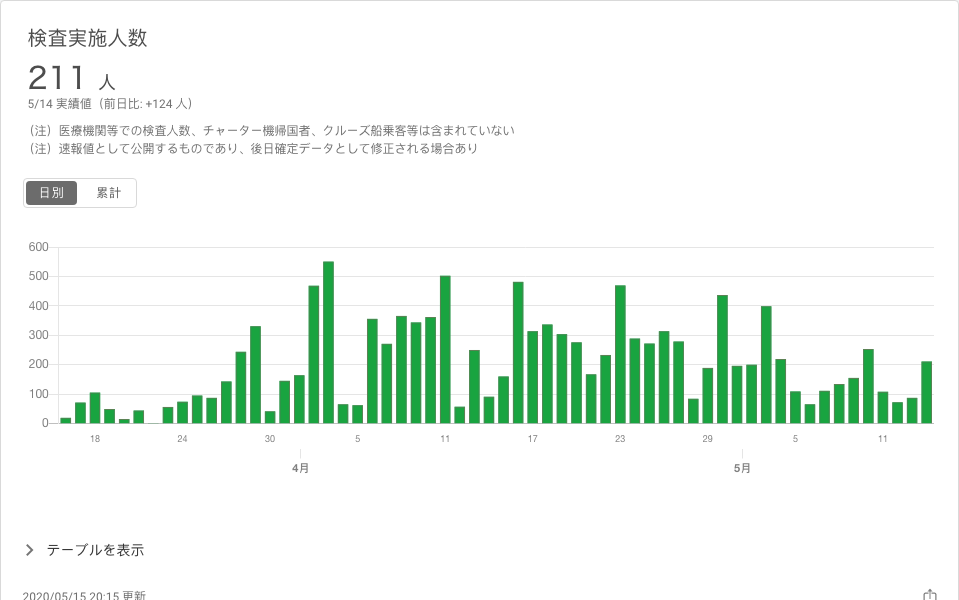 検査実施人数
211 人
5/14 実績値（前日比: +124 人）
（注）医療機関等での検査人数、チャーター機帰国者、クルーズ船乗客等は含まれていない
（注）速報値として公開するものであり、後日確定データとして修正される場合あり
日別 累計
600
500
400
300
200
100
0
18 24 30 5 11 17 23 29 5 11
4月 5月
テーブルを表示
2020/05/15 20:15 更新